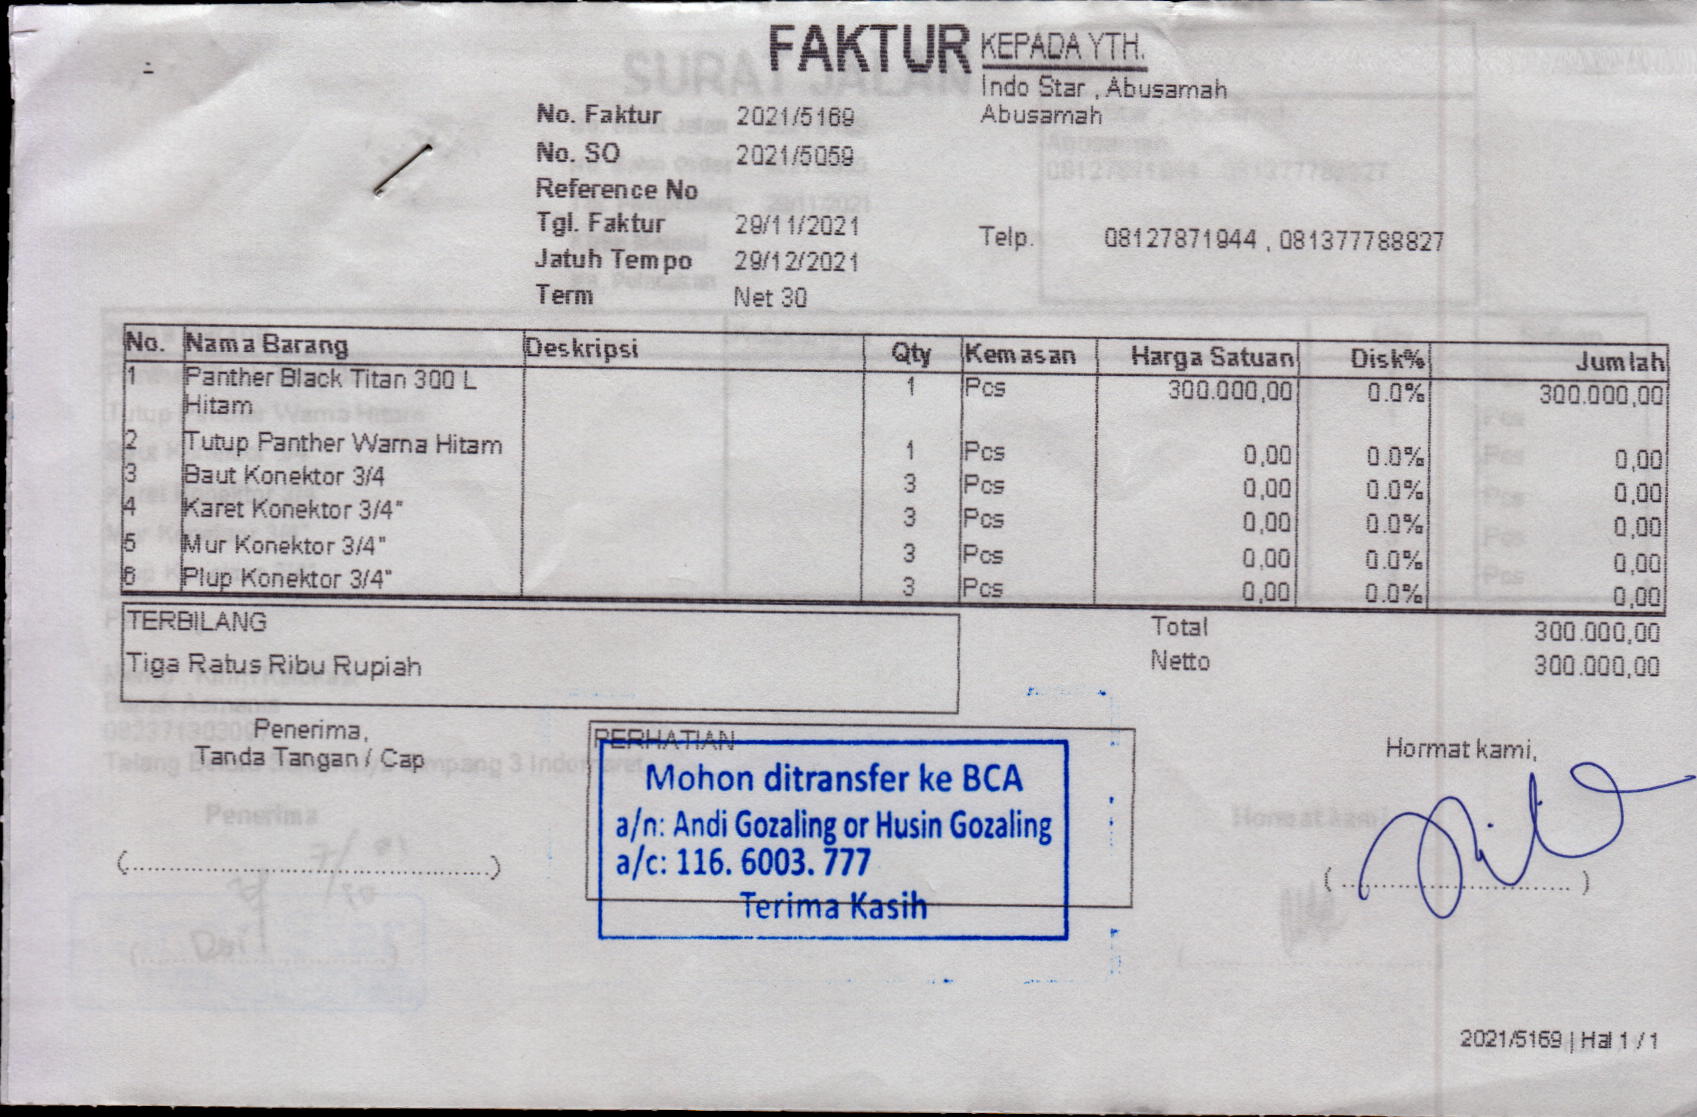 FAKTUR
KEPADA YTH.
Indo Star , Abusamah
Abusamah
No. Faktur 2021/5169
No. SO 2021/5059
Reference No
Tgl. Faktur 29/11/2021
Telp. 08127871944 , 081377788827
Jatuh Tempo 29/12/2021
Term Net 30
No. Nama Barang Deskripsi Qty Kemasan Harga Satuan Disk% Jumlah
1 Panther Black Titan 300 L 1 Pcs 300.000,00 0.0% 300.000,00
Hitam
2 Tutup Panther Warna Hitam 1 Pcs 0,00 0.0% 0,00
3 Baut Konektor 3/4 3 Pcs 0,00 0.0% 0,00
4 Karet Konektor 3/4" 3 Pcs 0,00 0.0% 0,00
5 Mur Konektor 3/4" 3 Pcs 0,00 0.0% 0,00
6 Plup Konektor 3/4" 3 Pcs 0,00 0.0% 0,00
TERBILANG
Tiga Ratus Ribu Rupiah
Total 300.000,00
Netto 300.000,00
Penerima,
Tanda Tangan / Cap
PERHATIAN
Mohon ditransfer ke BCA
a/n: Andi Gozaling or Husin Gozaling
a/c: 116. 6003. 777
Terima Kasih
Hormat kami,
2021/5169 | Hal 1 / 1